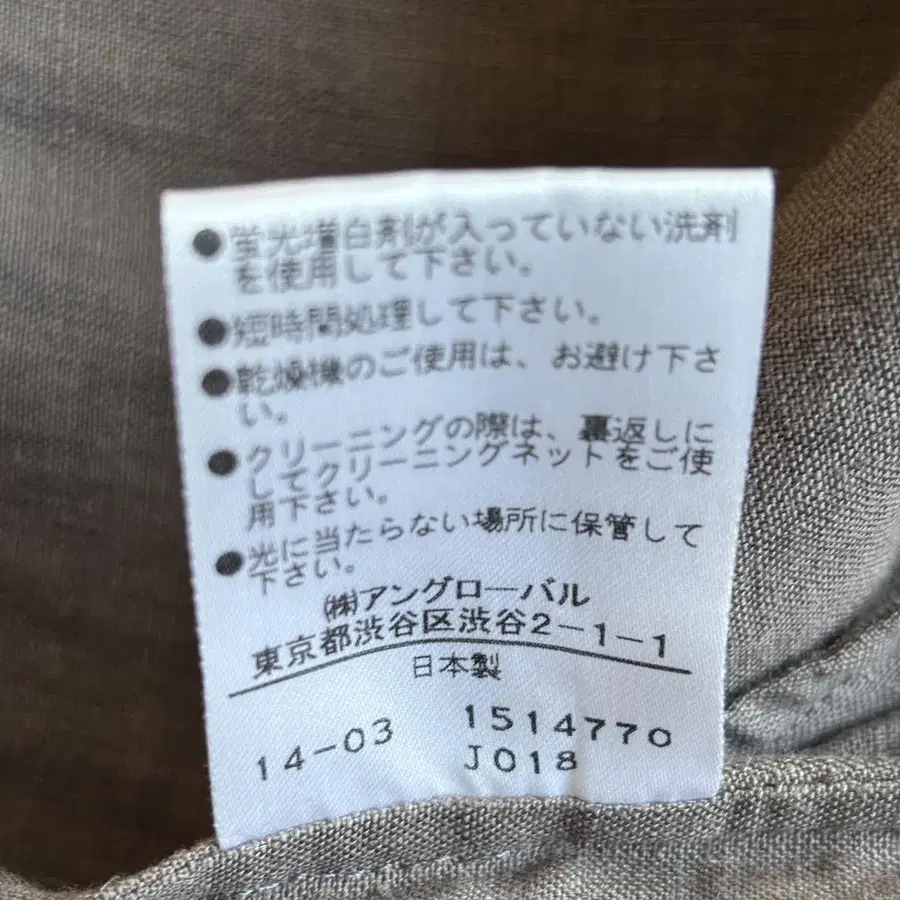 ●蛍光増白剤が入っていない洗剤
を使用して下さい。
●短時間処理して下さい。
●乾燥機のご使用は、お避け下さ
い。
●クリーニングの際は、裏返しに
してクリーニングネットをご使
用下さい。
●光に当たらない場所に保管して
下さい。
㈱アングローバル
東京都渋谷区渋谷2-1-1
日本製
14-03 1514770
J018